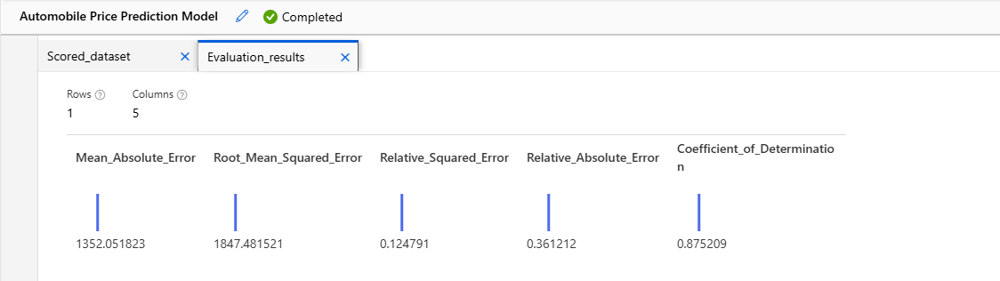 Automobile Price Prediction Model Completed
Scored_dataset Evaluation_results
Rows Columns
1 5
Mean_Absolute_Error Root_Mean_Squared_Error Relative_Squared_Error Relative_Absolute_Error Coefficient_of_Determinatio
n
1352.051823 1847.481521 0.124791 0.361212 0.875209